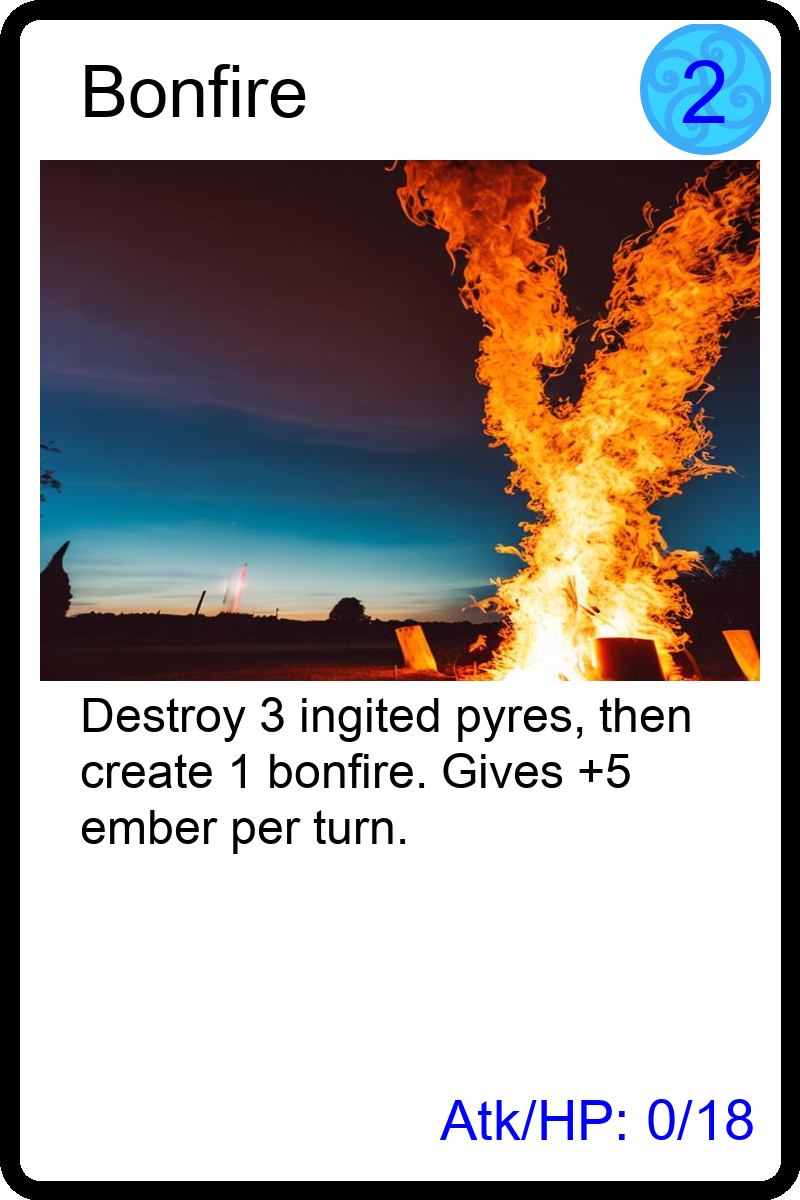 Bonfire
2
Destroy 3 ingited pyres, then
create 1 bonfire. Gives +5
ember per turn.
Atk/HP: 0/18